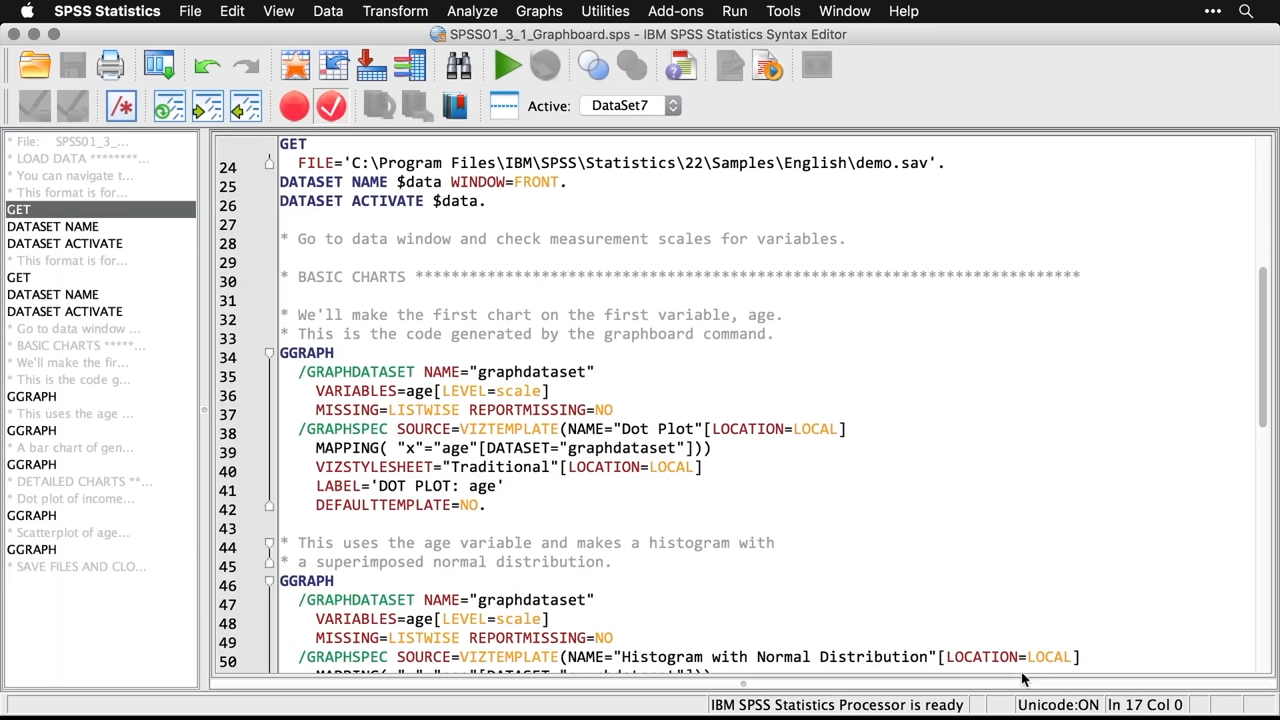 SPSS Statistics File Edit View Data Transform Analyze Graphs Utilities Add-ons Run Tools Window Help
SPSS01_3_1_Graphboard.sps - IBM SPSS Statistics Syntax Editor
Active: DataSet7
* File: SPSS01_3_...
* LOAD DATA ********...
* You can navigate t...
* This format is for...
GET
DATASET NAME
DATASET ACTIVATE
* This format is for...
GET
DATASET NAME
DATASET ACTIVATE
* Go to data window ...
* BASIC CHARTS *****...
* We'll make the fir...
* This is the code g...
GGRAPH
* This uses the age ...
GGRAPH
* A bar chart of gen...
GGRAPH
* DETAILED CHARTS **...
* Dot plot of income...
GGRAPH
* Scatterplot of age...
GGRAPH
* SAVE FILES AND CLO...
GET
24 FILE='C:\Program Files\IBM\SPSS\Statistics\22\Samples\English\demo.sav'.
25 DATASET NAME $data WINDOW=FRONT.
26 DATASET ACTIVATE $data.
27
28 * Go to data window and check measurement scales for variables.
29
30 * BASIC CHARTS **************************************************************************
31
32 * We'll make the first chart on the first variable, age.
33 * This is the code generated by the graphboard command.
34 GGRAPH
35 /GRAPHDATASET NAME="graphdataset"
36 VARIABLES=age[LEVEL=scale]
37 MISSING=LISTWISE REPORTMISSING=NO
38 /GRAPHSPEC SOURCE=VIZTEMPLATE(NAME="Dot Plot"[LOCATION=LOCAL]
39 MAPPING( "x"="age"[DATASET="graphdataset"]))
40 VIZSTYLESHEET="Traditional"[LOCATION=LOCAL]
41 LABEL='DOT PLOT: age'
42 DEFAULTTEMPLATE=NO.
43
44 * This uses the age variable and makes a histogram with
45 * a superimposed normal distribution.
46 GGRAPH
47 /GRAPHDATASET NAME="graphdataset"
48 VARIABLES=age[LEVEL=scale]
49 MISSING=LISTWISE REPORTMISSING=NO
50 /GRAPHSPEC SOURCE=VIZTEMPLATE(NAME="Histogram with Normal Distribution"[LOCATION=LOCAL]
IBM SPSS Statistics Processor is ready Unicode:ON In 17 Col 0